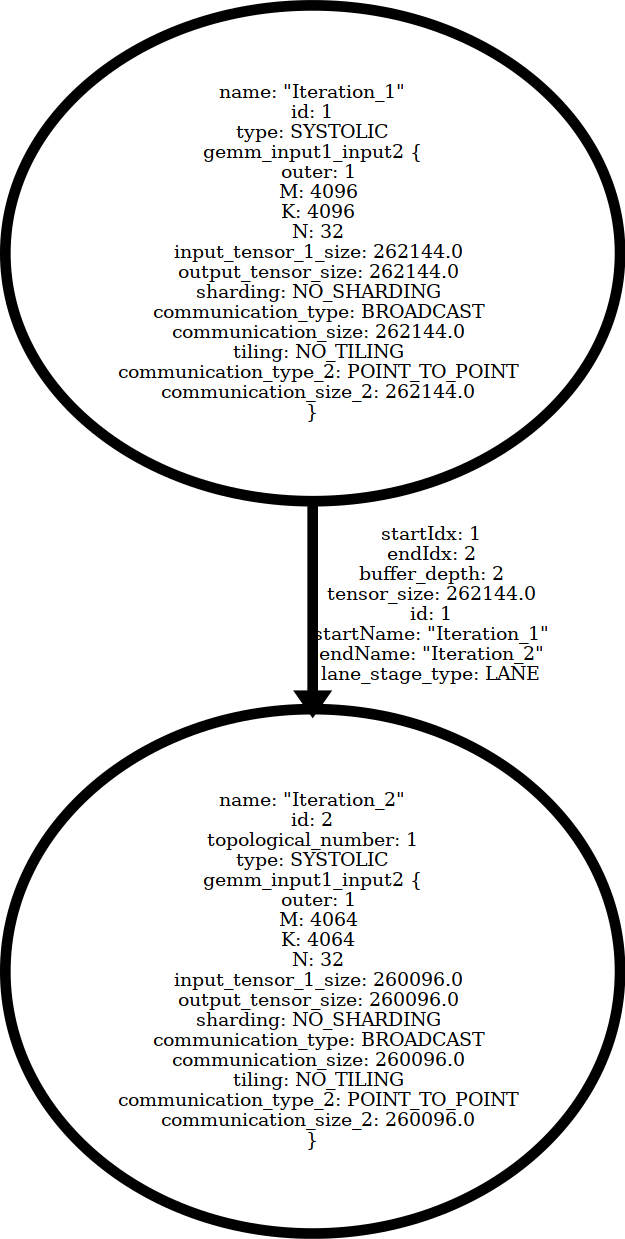 name: "Iteration_1"
id: 1
type: SYSTOLIC
gemm_input1_input2 {
outer: 1
M: 4096
K: 4096
N: 32
input_tensor_1_size: 262144.0
output_tensor_size: 262144.0
sharding: NO_SHARDING
communication_type: BROADCAST
communication_size: 262144.0
tiling: NO_TILING
communication_type_2: POINT_TO_POINT
communication_size_2: 262144.0
}
startIdx: 1
endIdx: 2
buffer_depth: 2
tensor_size: 262144.0
id: 1
startName: "Iteration_1"
endName: "Iteration_2"
lane_stage_type: LANE
name: "Iteration_2"
id: 2
topological_number: 1
type: SYSTOLIC
gemm_input1_input2 {
outer: 1
M: 4064
K: 4064
N: 32
input_tensor_1_size: 260096.0
output_tensor_size: 260096.0
sharding: NO_SHARDING
communication_type: BROADCAST
communication_size: 260096.0
tiling: NO_TILING
communication_type_2: POINT_TO_POINT
communication_size_2: 260096.0
}